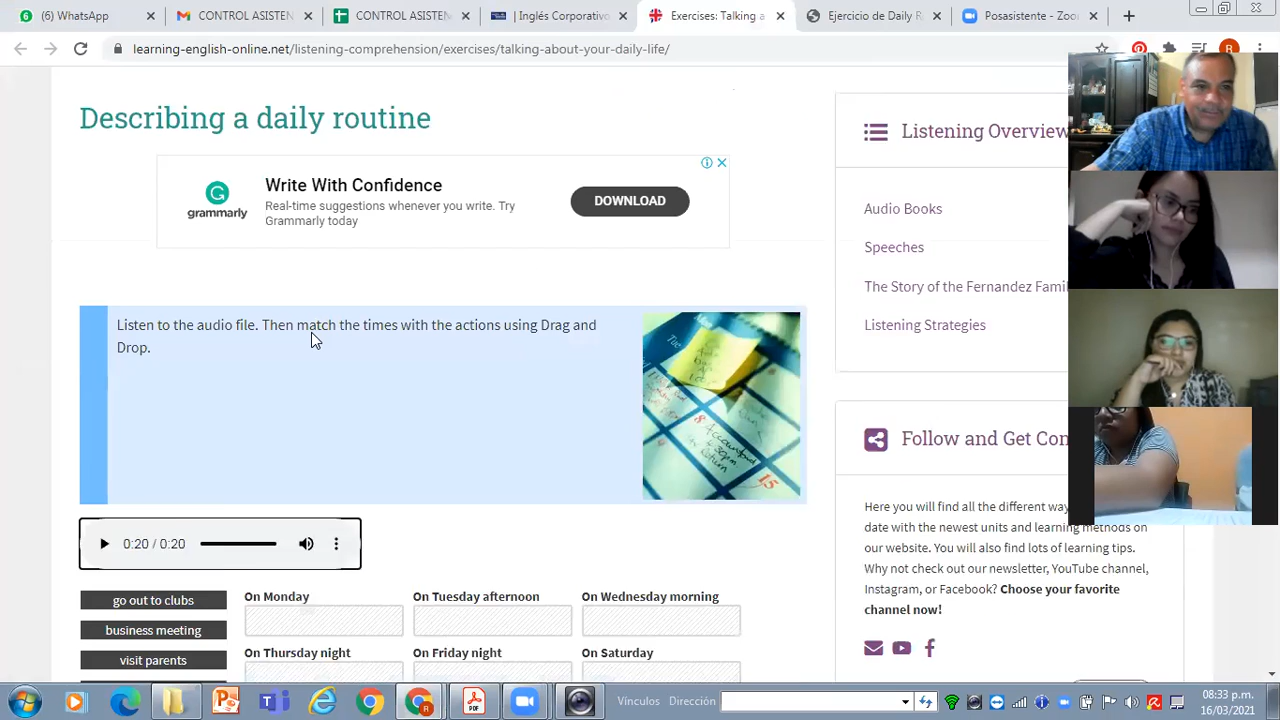 (6) WhatsApp
CONTROL ASISTEN
CONTROL ASISTEN
Inglés Corporativo
Exercises: Talking a
Ejercicio de Daily R
Posasistente - Zoo
learning-english-online.net/listening-comprehension/exercises/talking-about-your-daily-life/
R
Describing a daily routine
Write With Confidence
Real-time suggestions whenever you write. Try
Grammarly today
grammarly
DOWNLOAD
Listen to the audio file. Then match the times with the actions using Drag and
Drop.
0:20 / 0:20
go out to clubs
business meeting
visit parents
On Monday
On Tuesday afternoon
On Wednesday morning
On Thursday night
On Friday night
On Saturday
Listening Overview
Audio Books
Speeches
The Story of the Fernandez Fami
Listening Strategies
Follow and Get Con
Here you will find all the different way
date with the newest units and learning methods on
our website. You will also find lots of learning tips.
Why not check out our newsletter, YouTube channel,
Instagram, or Facebook? Choose your favorite
channel now!
Vínculos
Dirección
08:33 p.m.
16/03/2021